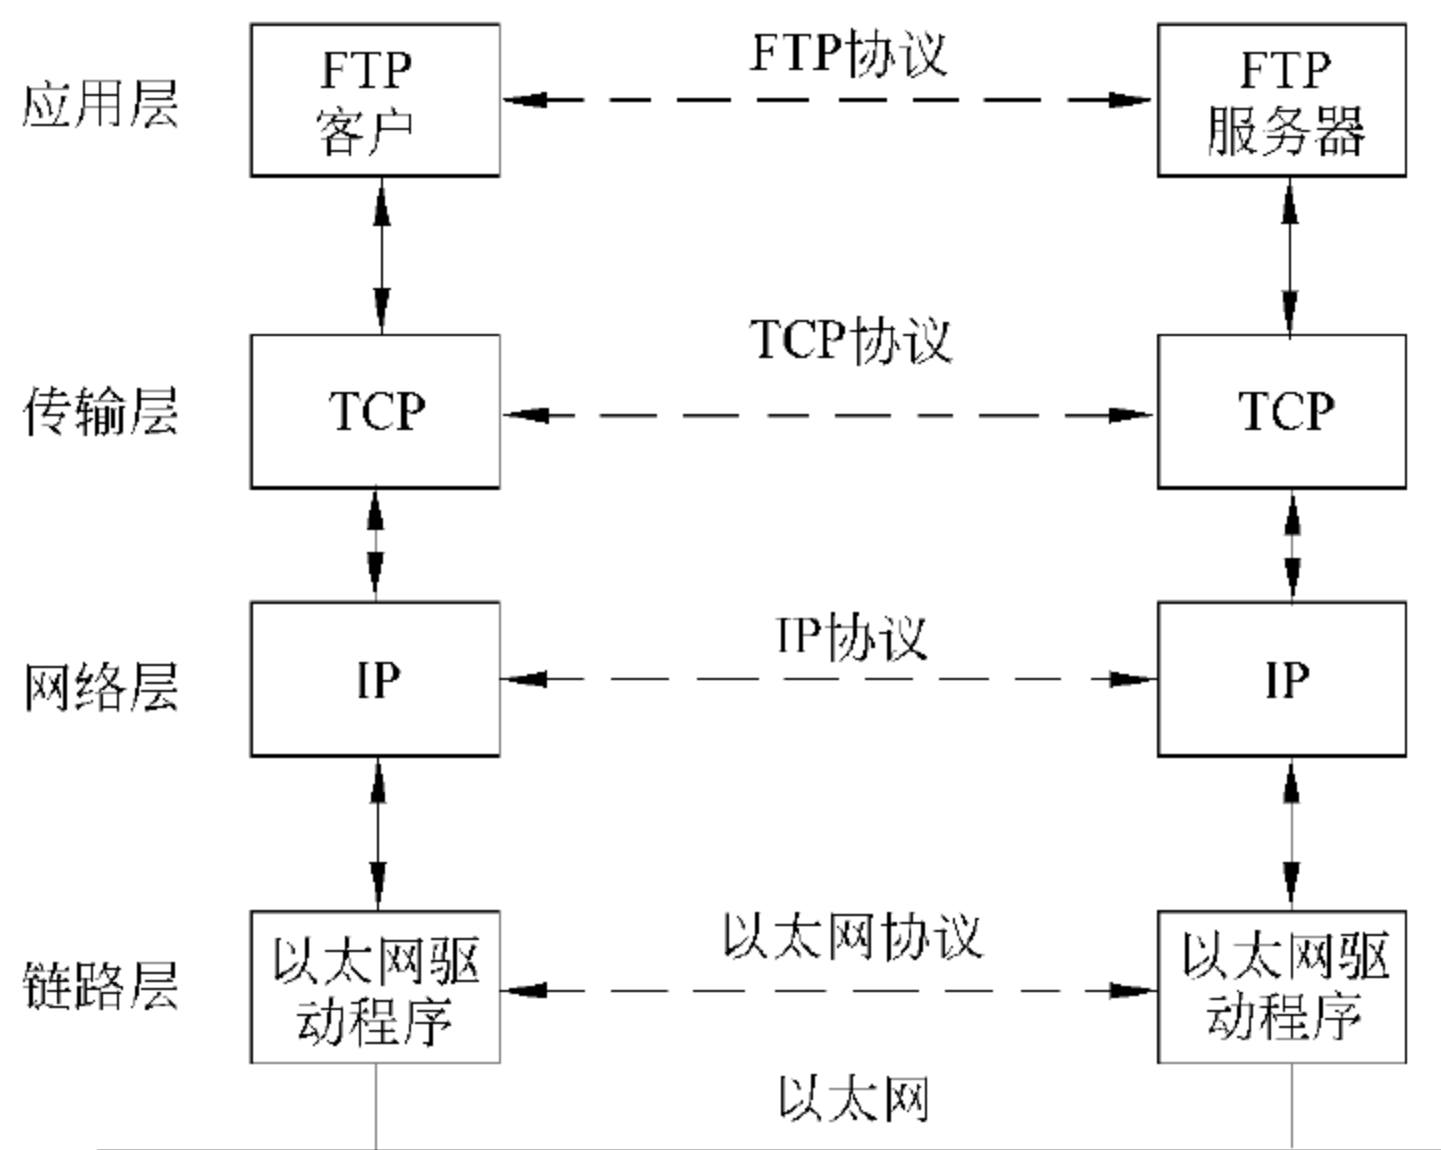 FTP协议
应用层
FTP
客户
FTP
服务器
TCP协议
传输层
TCP
TCP
IP协议
网络层
IP
IP
以太网协议
链路层
以太网驱
动程序
以太网驱
动程序
以太网